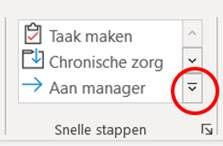 Taak maken
Chronische zorg
Aan manager
Snelle stappen